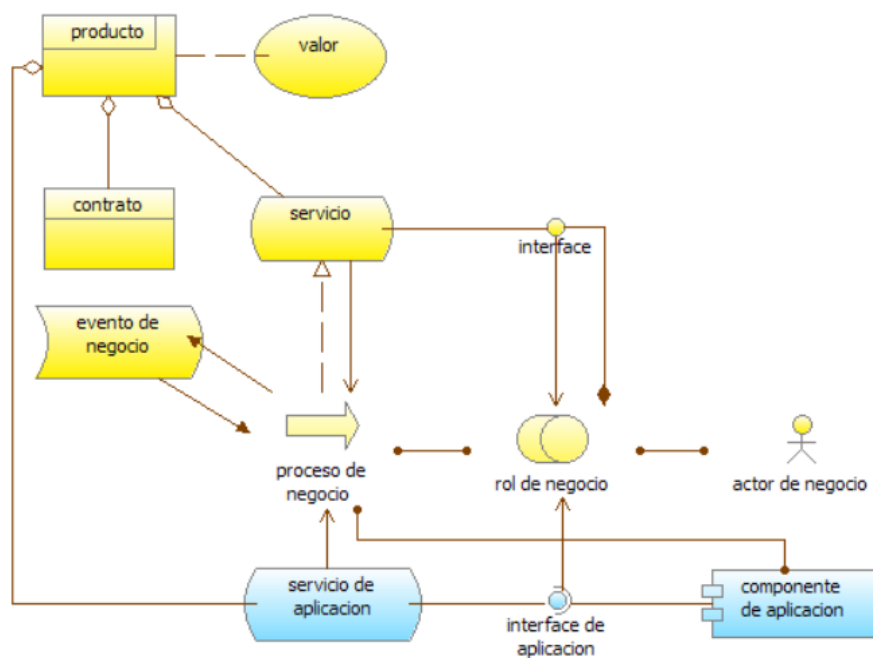 producto
valor
contrato
servicio
interface
evento de
negocio
proceso de
negocio
rol de negocio
actor de negocio
servicio de
aplicacion
interface de
aplicacion
componente
de aplicacion